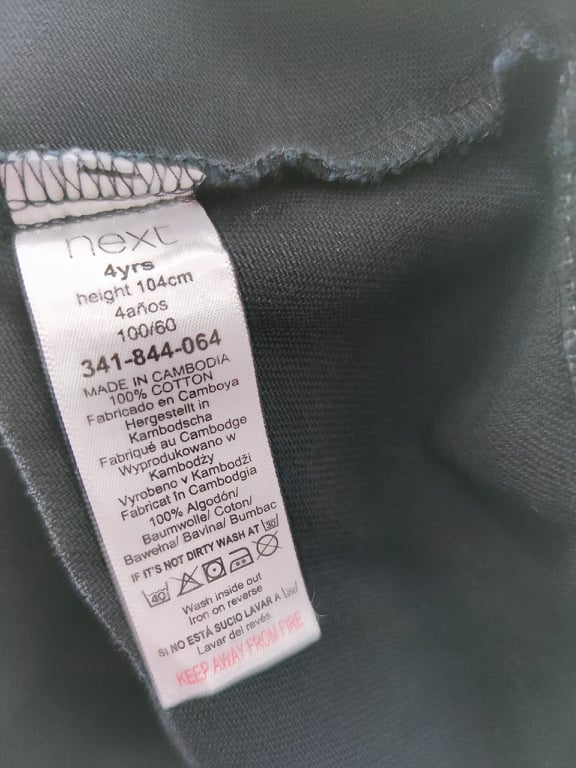 next
4yrs
height 104cm
4años
100/60
341-844-064
MADE IN CAMBODIA
100% COTTON
Fabricado en Camboya
Hergestellt in
Kambodscha
Fabriqué au Cambodge
Wyprodukowano w
Kambodży
Vyrobeno v Kambodži
Fabricat în Cambodgia
100% Algodón/
Baumwolle/ Coton/
Bawełna/ Bavlna/ Bumbac
IF IT'S NOT DIRTY WASH AT 30
40
Wash inside out
Iron on reverse
SI NO ESTÁ SUCIO LAVAR A 30
Lavar del revés
KEEP AWAY FROM FIRE